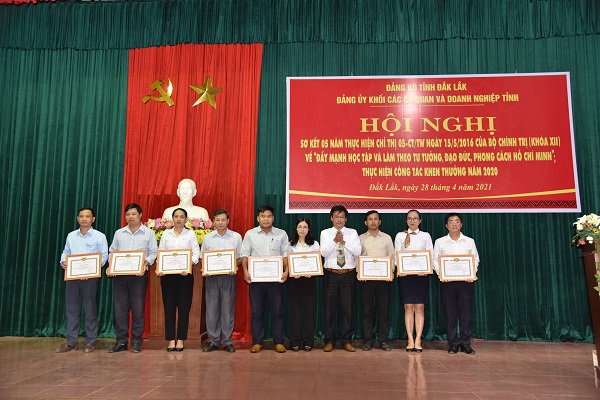 ĐẢNG BỘ TỈNH ĐẮK LẮK
ĐẢNG ỦY KHỐI CÁC CƠ QUAN VÀ DOANH NGHIỆP TỈNH
HỘI NGHỊ
SƠ KẾT 05 NĂM THỰC HIỆN CHỈ THỊ 05-CT/TW NGÀY 15/5/2016 CỦA BỘ CHÍNH TRỊ (KHÓA XII)
VỀ "ĐẨY MẠNH HỌC TẬP VÀ LÀM THEO TƯ TƯỞNG, ĐẠO ĐỨC, PHONG CÁCH HỒ CHÍ MINH";
THỰC HIỆN CÔNG TÁC KHEN THƯỞNG NĂM 2020
Đắk Lắk, ngày 28 tháng 4 năm 2021